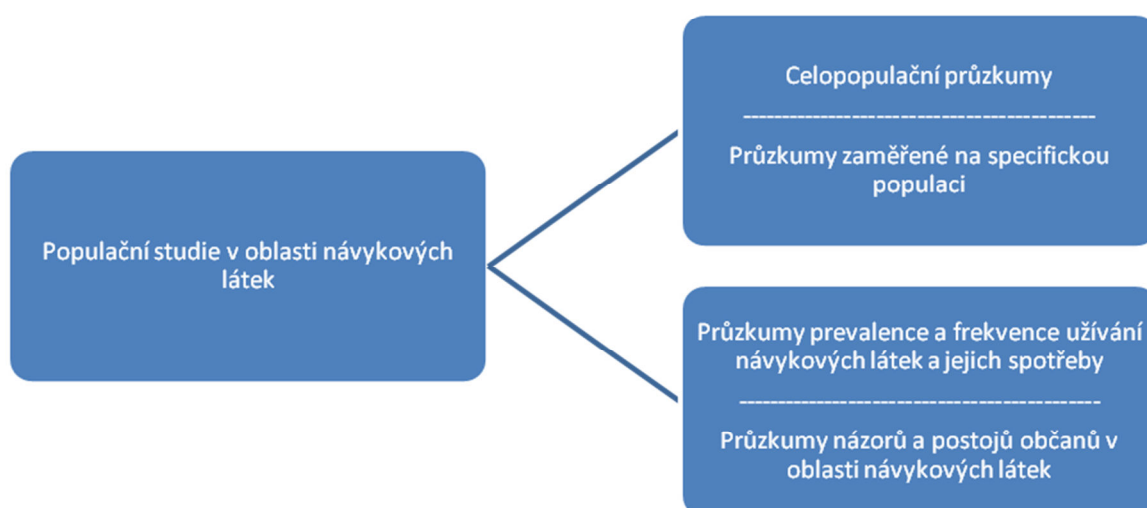 Populační studie v oblasti návykových
látek
Celopopulační průzkumy
---------------------------------------------
Průzkumy zaměřené na specifickou
populaci
Průzkumy prevalence a frekvence užívání
návykových látek a jejich spotřeby
----------------------------------------------
Průzkumy názorů a postojů občanů v
oblasti návykových látek